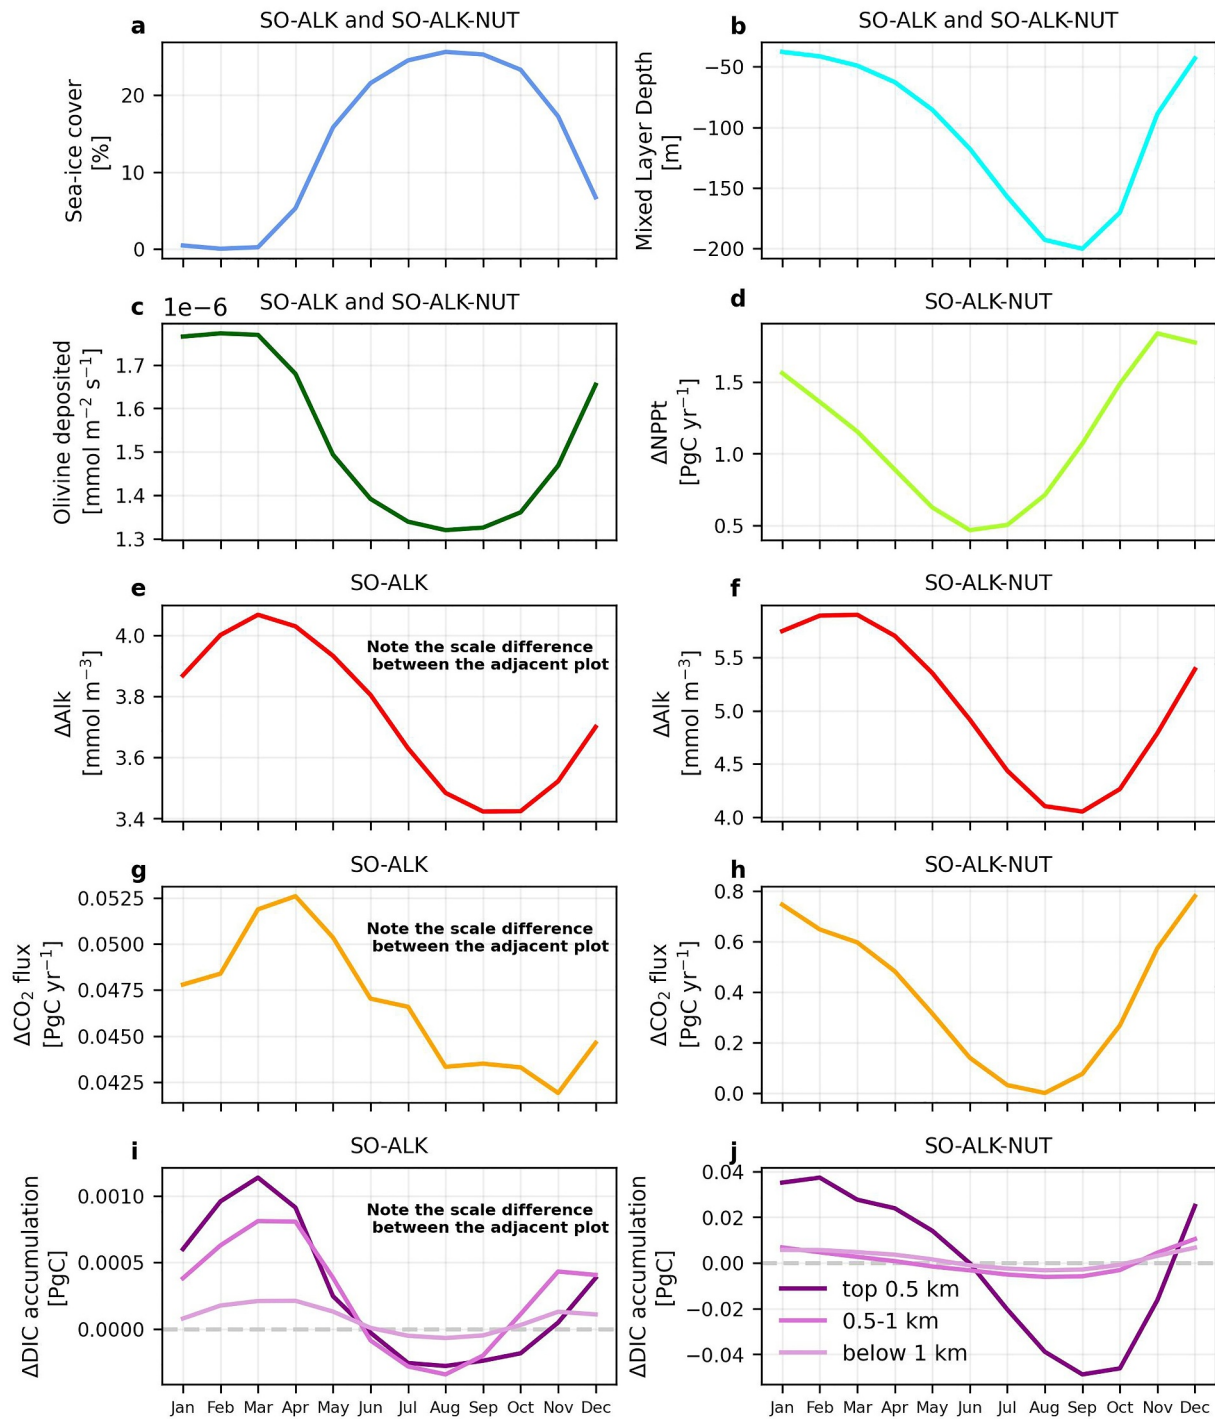 a
SO-ALK and SO-ALK-NUT
Sea-ice cover
[%]
20
10
0
b
SO-ALK and SO-ALK-NUT
Mixed Layer Depth
[m]
−50
−100
−150
−200
c
1e−6
SO-ALK and SO-ALK-NUT
Olivine deposited
[mmol m⁻² s⁻¹]
1.7
1.6
1.5
1.4
1.3
d
SO-ALK-NUT
ΔNPPt
[PgC yr⁻¹]
1.5
1.0
0.5
e
SO-ALK
ΔAlk
[mmol m⁻³]
4.0
3.8
3.6
3.4
Note the scale difference
between the adjacent plot
f
SO-ALK-NUT
ΔAlk
[mmol m⁻³]
5.5
5.0
4.5
4.0
g
SO-ALK
ΔCO₂ flux
[PgC yr⁻¹]
0.0525
0.0500
0.0475
0.0450
0.0425
Note the scale difference
between the adjacent plot
h
SO-ALK-NUT
ΔCO₂ flux
[PgC yr⁻¹]
0.8
0.6
0.4
0.2
0.0
i
SO-ALK
ΔDIC accumulation
[PgC]
0.0010
0.0005
0.0000
Note the scale difference
between the adjacent plot
Jan Feb Mar Apr May Jun Jul Aug Sep Oct Nov Dec
j
SO-ALK-NUT
ΔDIC accumulation
[PgC]
0.04
0.02
0.00
−0.02
−0.04
top 0.5 km
0.5-1 km
below 1 km
Jan Feb Mar Apr May Jun Jul Aug Sep Oct Nov Dec